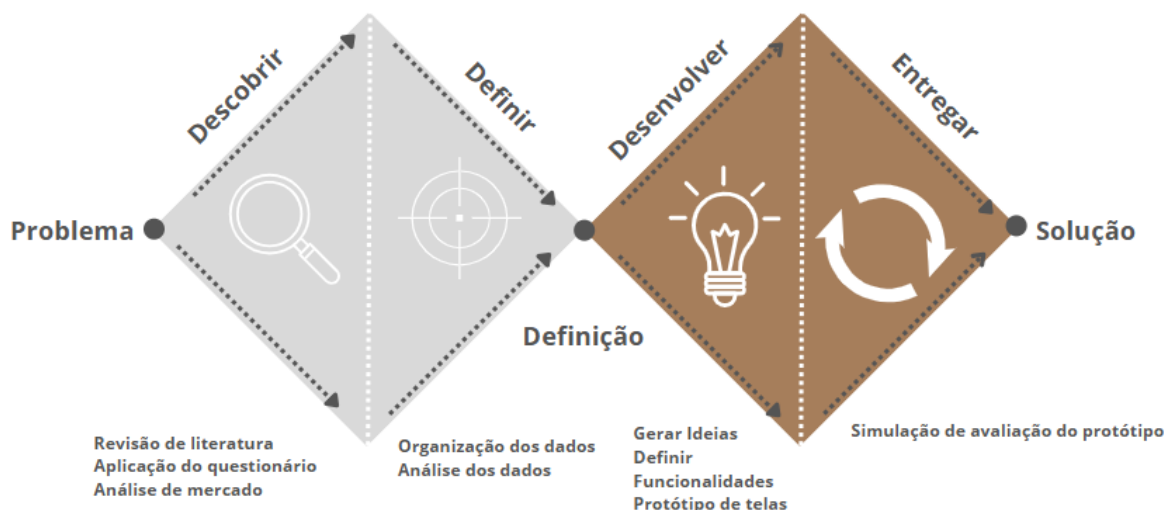 Descobrir
Definir
Desenvolver
Entregar
Problema
Solução
Definição
Revisão de literatura
Aplicação do questionário
Análise de mercado
Organização dos dados
Análise dos dados
Gerar Ideias
Definir
Funcionalidades
Protótipo de telas
Simulação de avaliação do protótipo